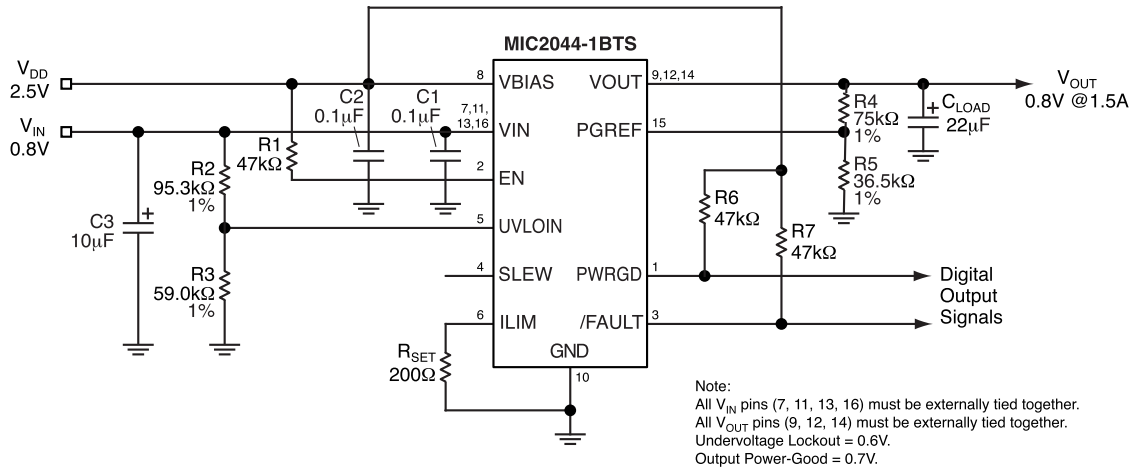 MIC2044-1BTS
VDD
2.5V
VIN
0.8V
8
VBIAS
VOUT
9,12,14
VOUT
0.8V @1.5A
C2
0.1µF
C1
0.1µF
7,11,
13,16
VIN
PGREF
15
R4
75kΩ
1%
CLOAD
22µF
+
R1
47kΩ
2
EN
R2
95.3kΩ
1%
R5
36.5kΩ
1%
C3
10µF
+
5
UVLOIN
R6
47kΩ
R7
47kΩ
R3
59.0kΩ
1%
4
SLEW
PWRGD
1
Digital
Output
Signals
6
ILIM
/FAULT
3
RSET
200Ω
GND
10
Note:
All VIN pins (7, 11, 13, 16) must be externally tied together.
All VOUT pins (9, 12, 14) must be externally tied together.
Undervoltage Lockout = 0.6V.
Output Power-Good = 0.7V.